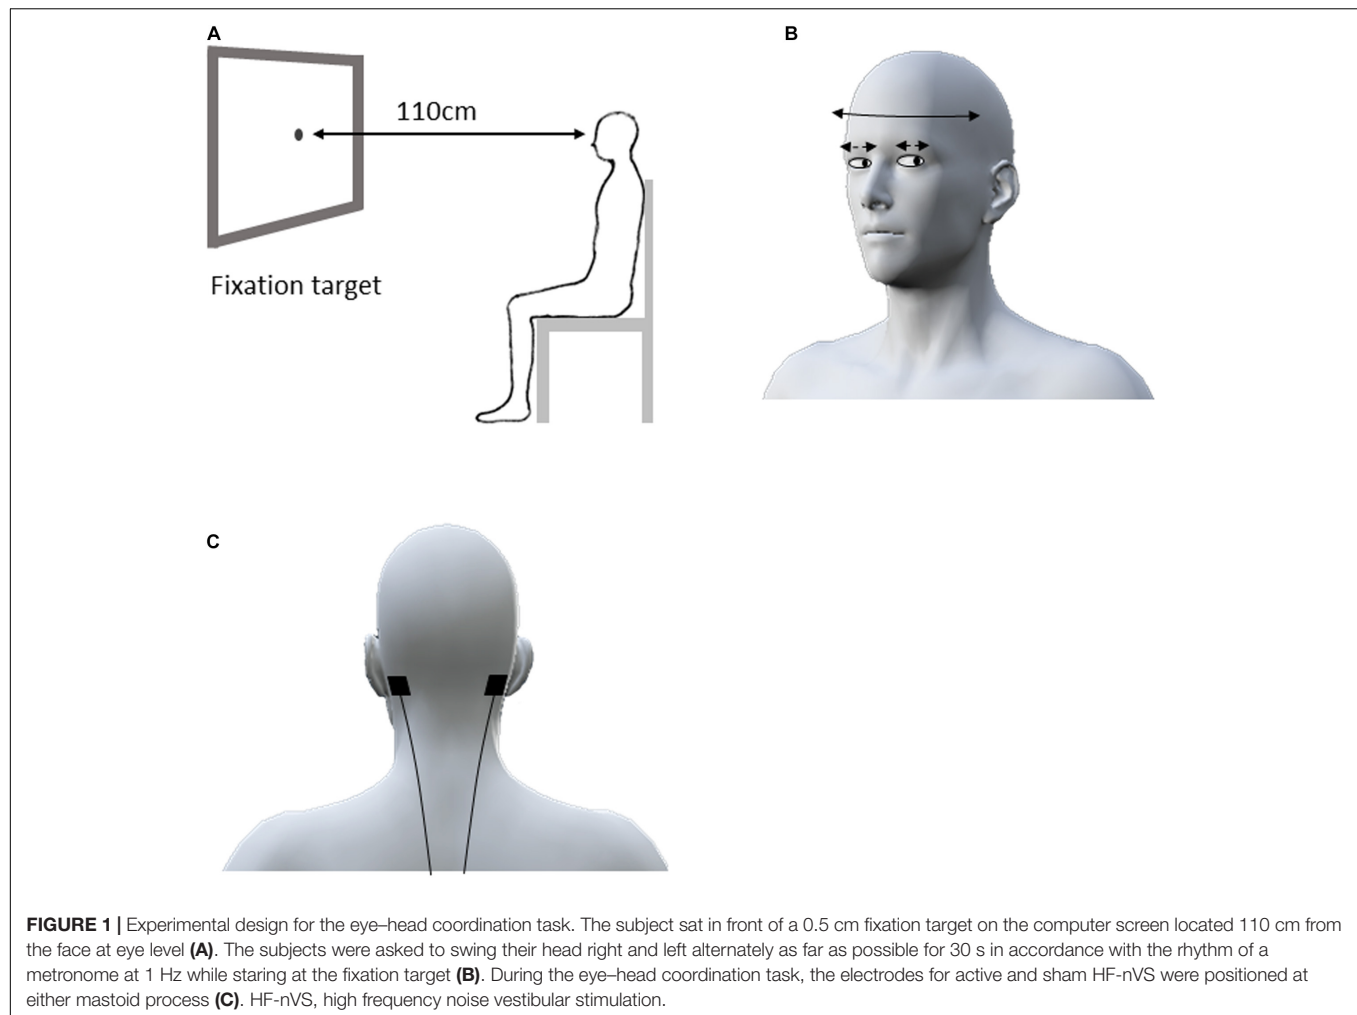 A
B
110cm
Fixation target
C
FIGURE 1 | Experimental design for the eye–head coordination task. The subject sat in front of a 0.5 cm fixation target on the computer screen located 110 cm from
the face at eye level (A). The subjects were asked to swing their head right and left alternately as far as possible for 30 s in accordance with the rhythm of a
metronome at 1 Hz while staring at the fixation target (B). During the eye–head coordination task, the electrodes for active and sham HF-nVS were positioned at
either mastoid process (C). HF-nVS, high frequency noise vestibular stimulation.